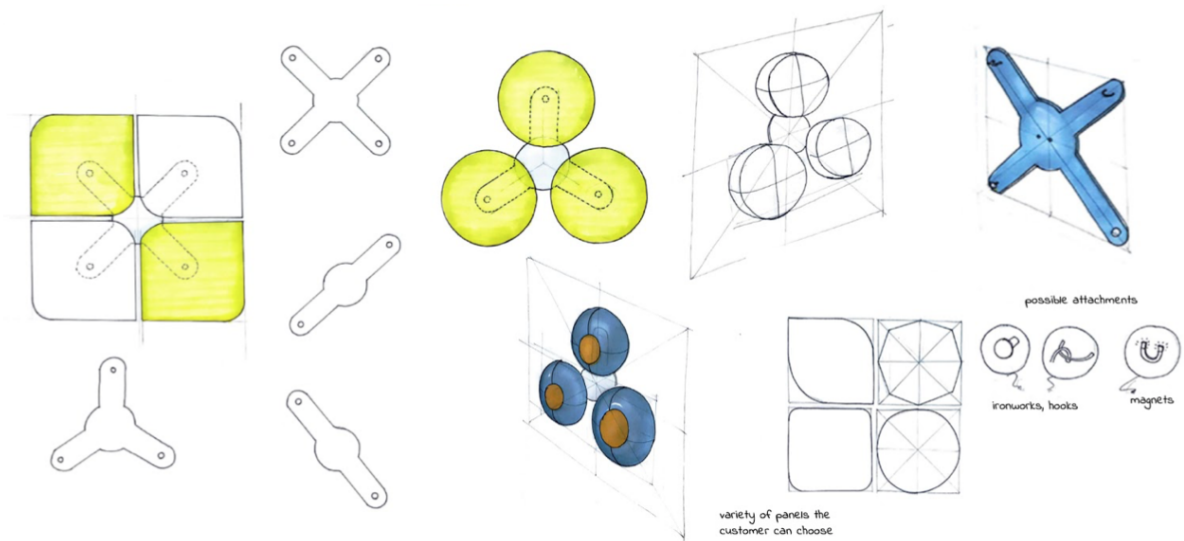 possible attachments
ironworks, hooks
magnets
variety of panels the
customer can choose